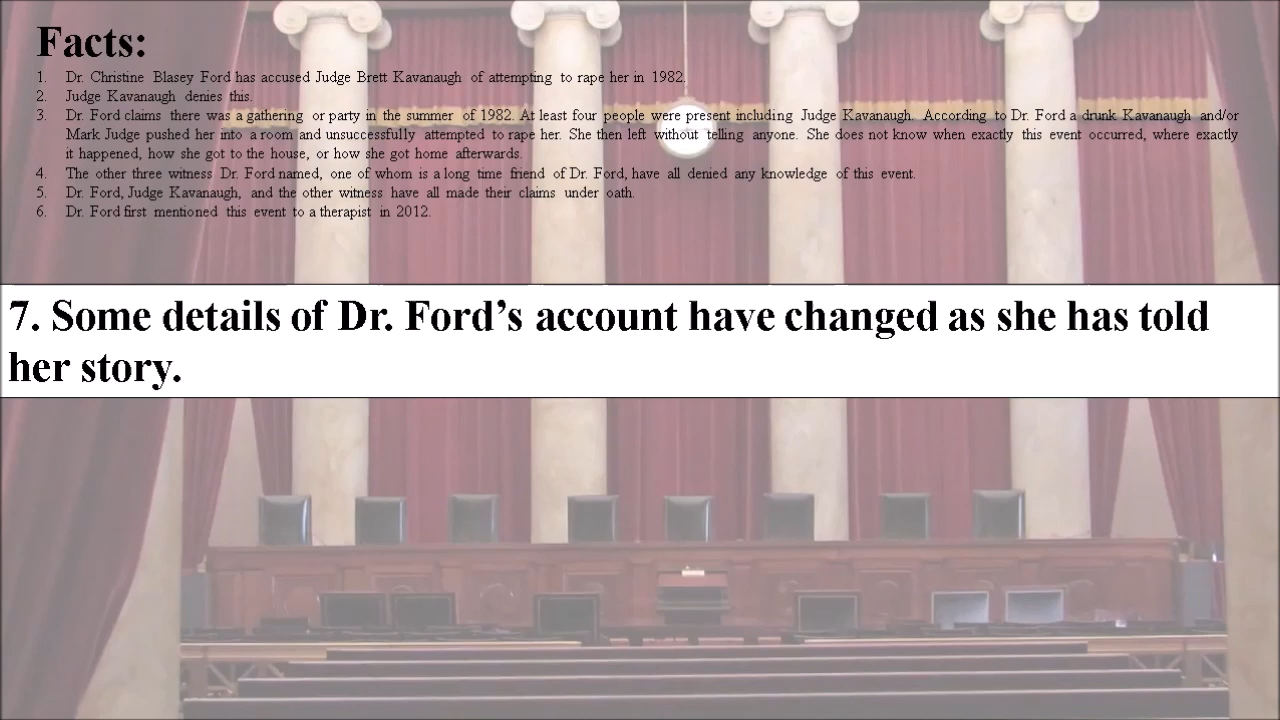 Facts:
1. Dr. Christine Blasey Ford has accused Judge Brett Kavanaugh of attempting to rape her in 1982.
2. Judge Kavanaugh denies this.
3. Dr. Ford claims there was a gathering or party in the summer of 1982. At least four people were present including Judge Kavanaugh. According to Dr. Ford a drunk Kavanaugh and/or
Mark Judge pushed her into a room and unsuccessfully attempted to rape her. She then left without telling anyone. She does not know when exactly this event occurred, where exactly
it happened, how she got to the house, or how she got home afterwards.
4. The other three witness Dr. Ford named, one of whom is a long time friend of Dr. Ford, have all denied any knowledge of this event.
5. Dr. Ford, Judge Kavanaugh, and the other witness have all made their claims under oath.
6. Dr. Ford first mentioned this event to a therapist in 2012.
7. Some details of Dr. Ford’s account have changed as she has told
her story.